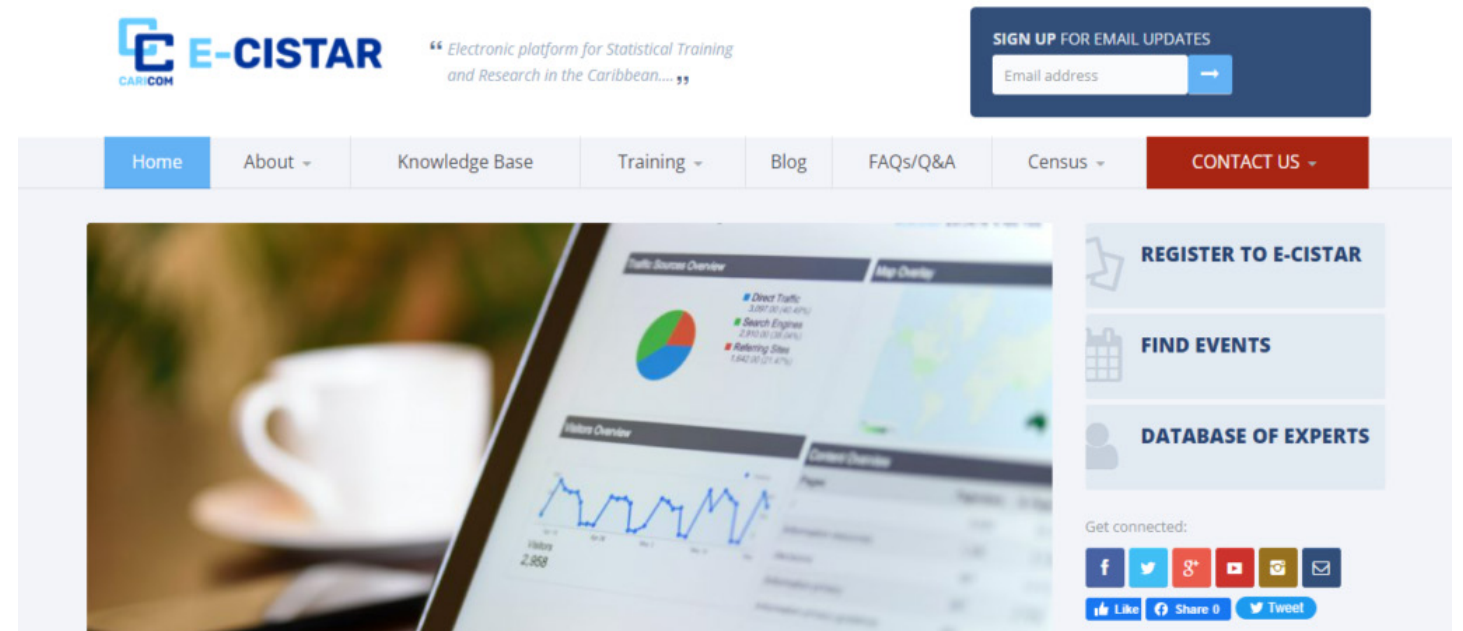 CARICOM
E-CISTAR
“ Electronic platform for Statistical Training
and Research in the Caribbean.... ”
SIGN UP FOR EMAIL UPDATES
Email address
Home
About
Knowledge Base
Training
Blog
FAQs/Q&A
Census
CONTACT US
Traffic Sources Overview
Direct Traffic
Search Engines
Referring Sites
Map Overlay
Visitors Overview
Visitors
2,958
Content Overview
Pages
REGISTER TO E-CISTAR
FIND EVENTS
DATABASE OF EXPERTS
Get connected:
f
g+
Like
Share 0
Tweet